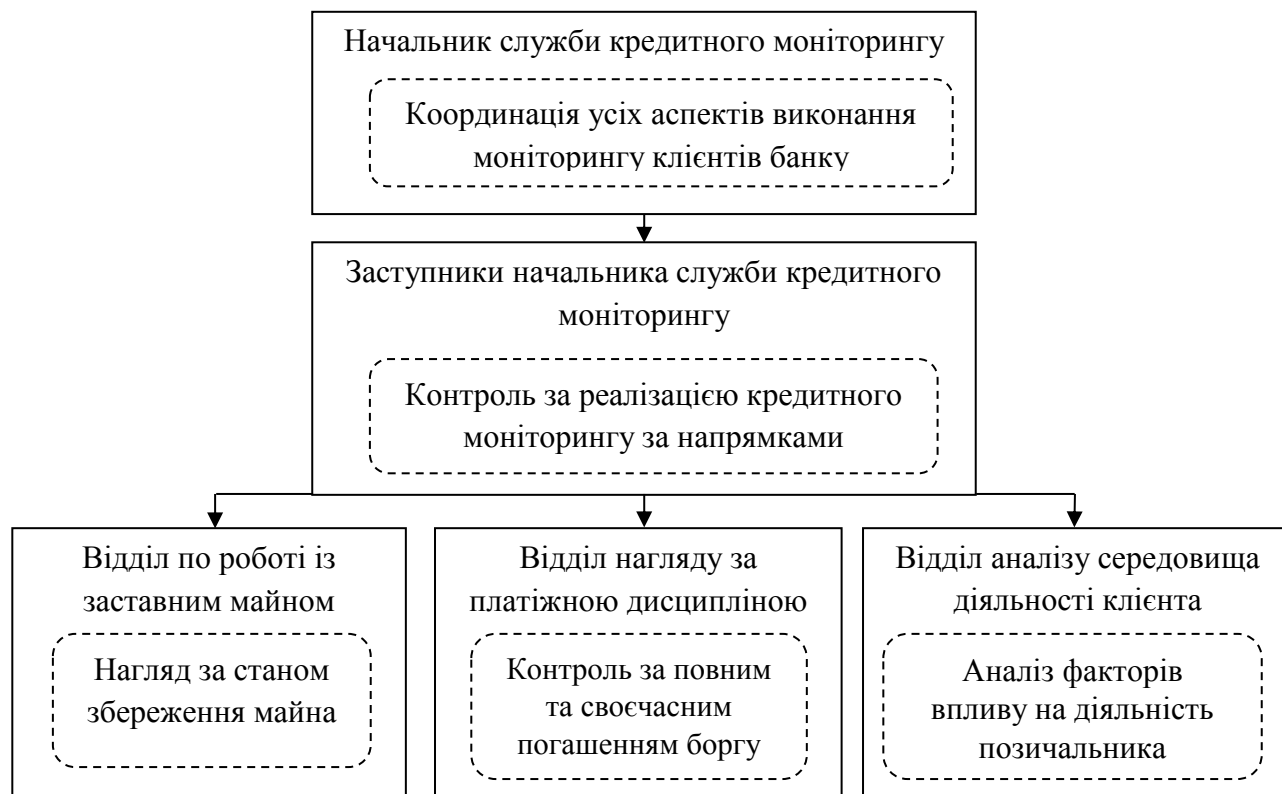 Начальник служби кредитного моніторингу
Координація усіх аспектів виконання
моніторингу клієнтів банку
Заступники начальника служби кредитного
моніторингу
Контроль за реалізацією кредитного
моніторингу за напрямками
Відділ по роботі із
заставним майном
Нагляд за станом
збереження майна
Відділ нагляду за
платіжною дисципліною
Контроль за повним
та своєчасним
погашенням боргу
Відділ аналізу середовища
діяльності клієнта
Аналіз факторів
впливу на діяльність
позичальника